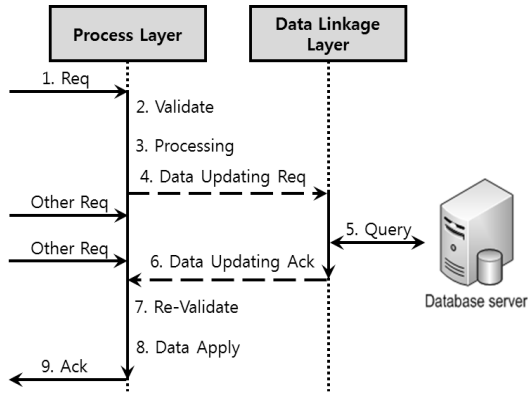 Process Layer
Data Linkage
Layer
1. Req
2. Validate
3. Processing
4. Data Updating Req
Other Req
5. Query
Other Req
6. Data Updating Ack
Database server
7. Re-Validate
8. Data Apply
9. Ack